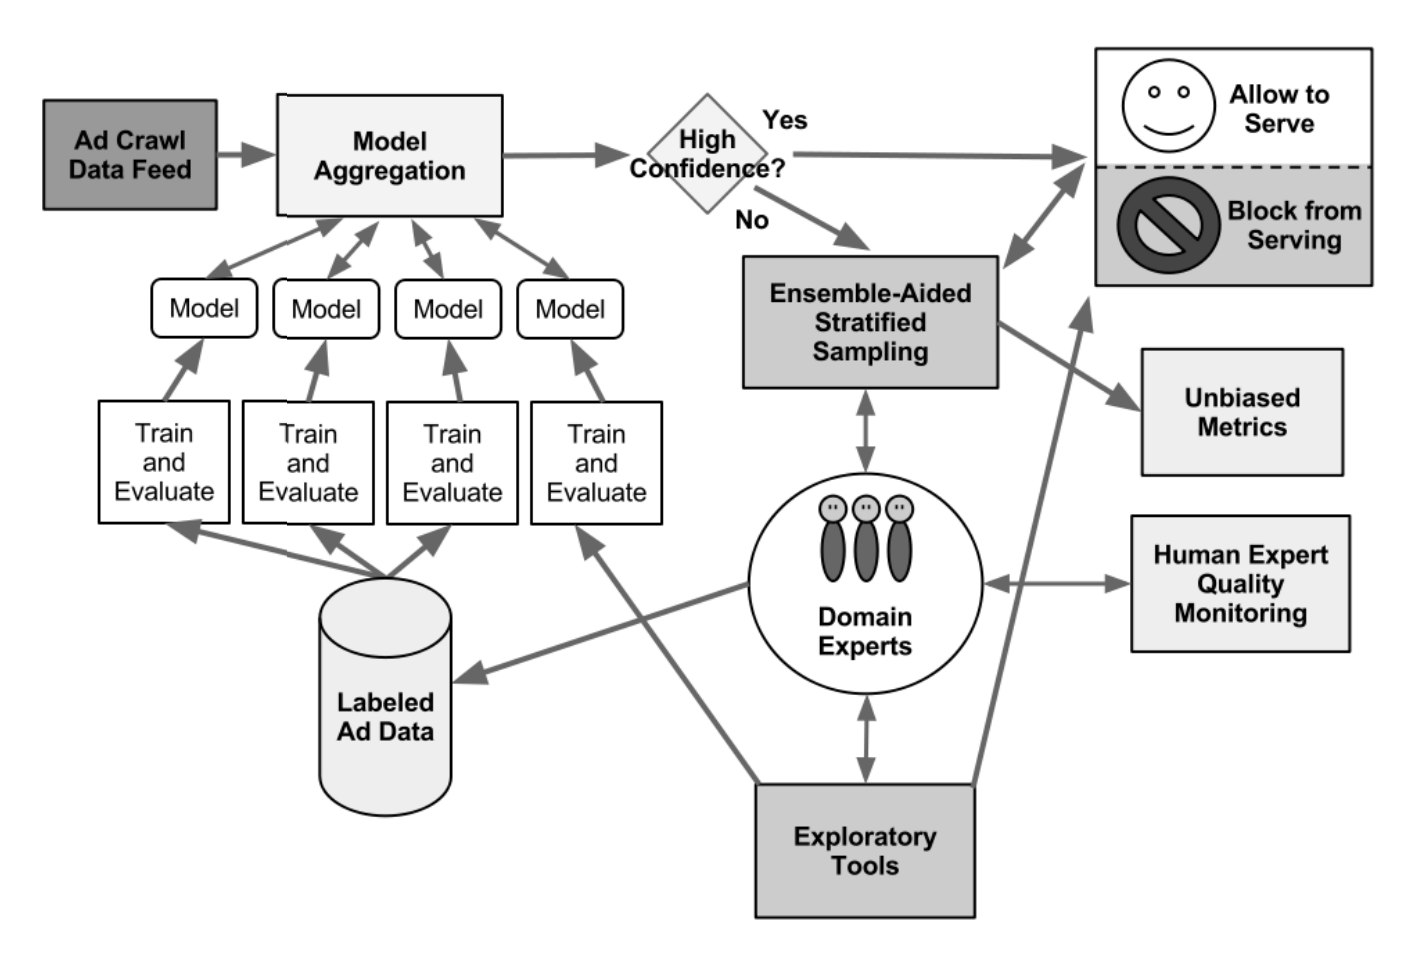 Ad Crawl
Data Feed
Model
Aggregation
High
Confidence?
Yes
No
Allow to
Serve
Block from
Serving
Model
Model
Model
Model
Ensemble-Aided
Stratified
Sampling
Unbiased
Metrics
Train
and
Evaluate
Train
and
Evaluate
Train
and
Evaluate
Train
and
Evaluate
Human Expert
Quality
Monitoring
Domain
Experts
Labeled
Ad Data
Exploratory
Tools